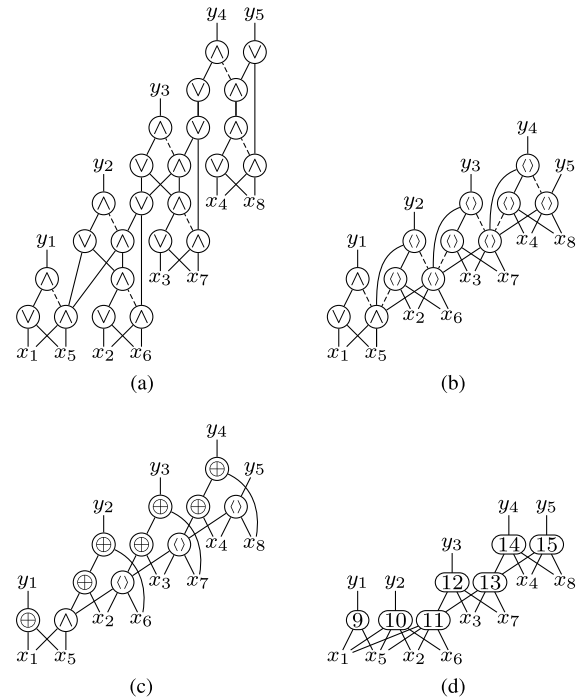 y4 y5
∧ ∨
∨ ∧
y3
∧ ∨ ∧
∨ ∧ ∨ ∧
y2
∧ ∨ ∧ x4 x8
∨ ∧ ∨ ∧
y1
∧ ∧ x3 x7
∨ ∧ ∨ ∧
x1 x5 x2 x6
(a)
y4
⟨⟩
y3 y5
⟨⟩ ⟨⟩ ⟨⟩
y2
⟨⟩ ⟨⟩ ⟨⟩ x4 x8
y1
∧ ⟨⟩ ⟨⟩ x3 x7
∨ ∧ x2 x6
x1 x5
(b)
y4
⊕
y3 y5
⊕ ⊕ ⟨⟩
y2
⊕ ⊕ ⟨⟩ x4 x8
y1
⊕ ⟨⟩ x3 x7
⊕ ∧ x2 x6
x1 x5
(c)
y4 y5
14 15
y3
12 13 x4 x8
y1 y2
9 10 11 x3 x7
x1 x5 x2 x6
(d)